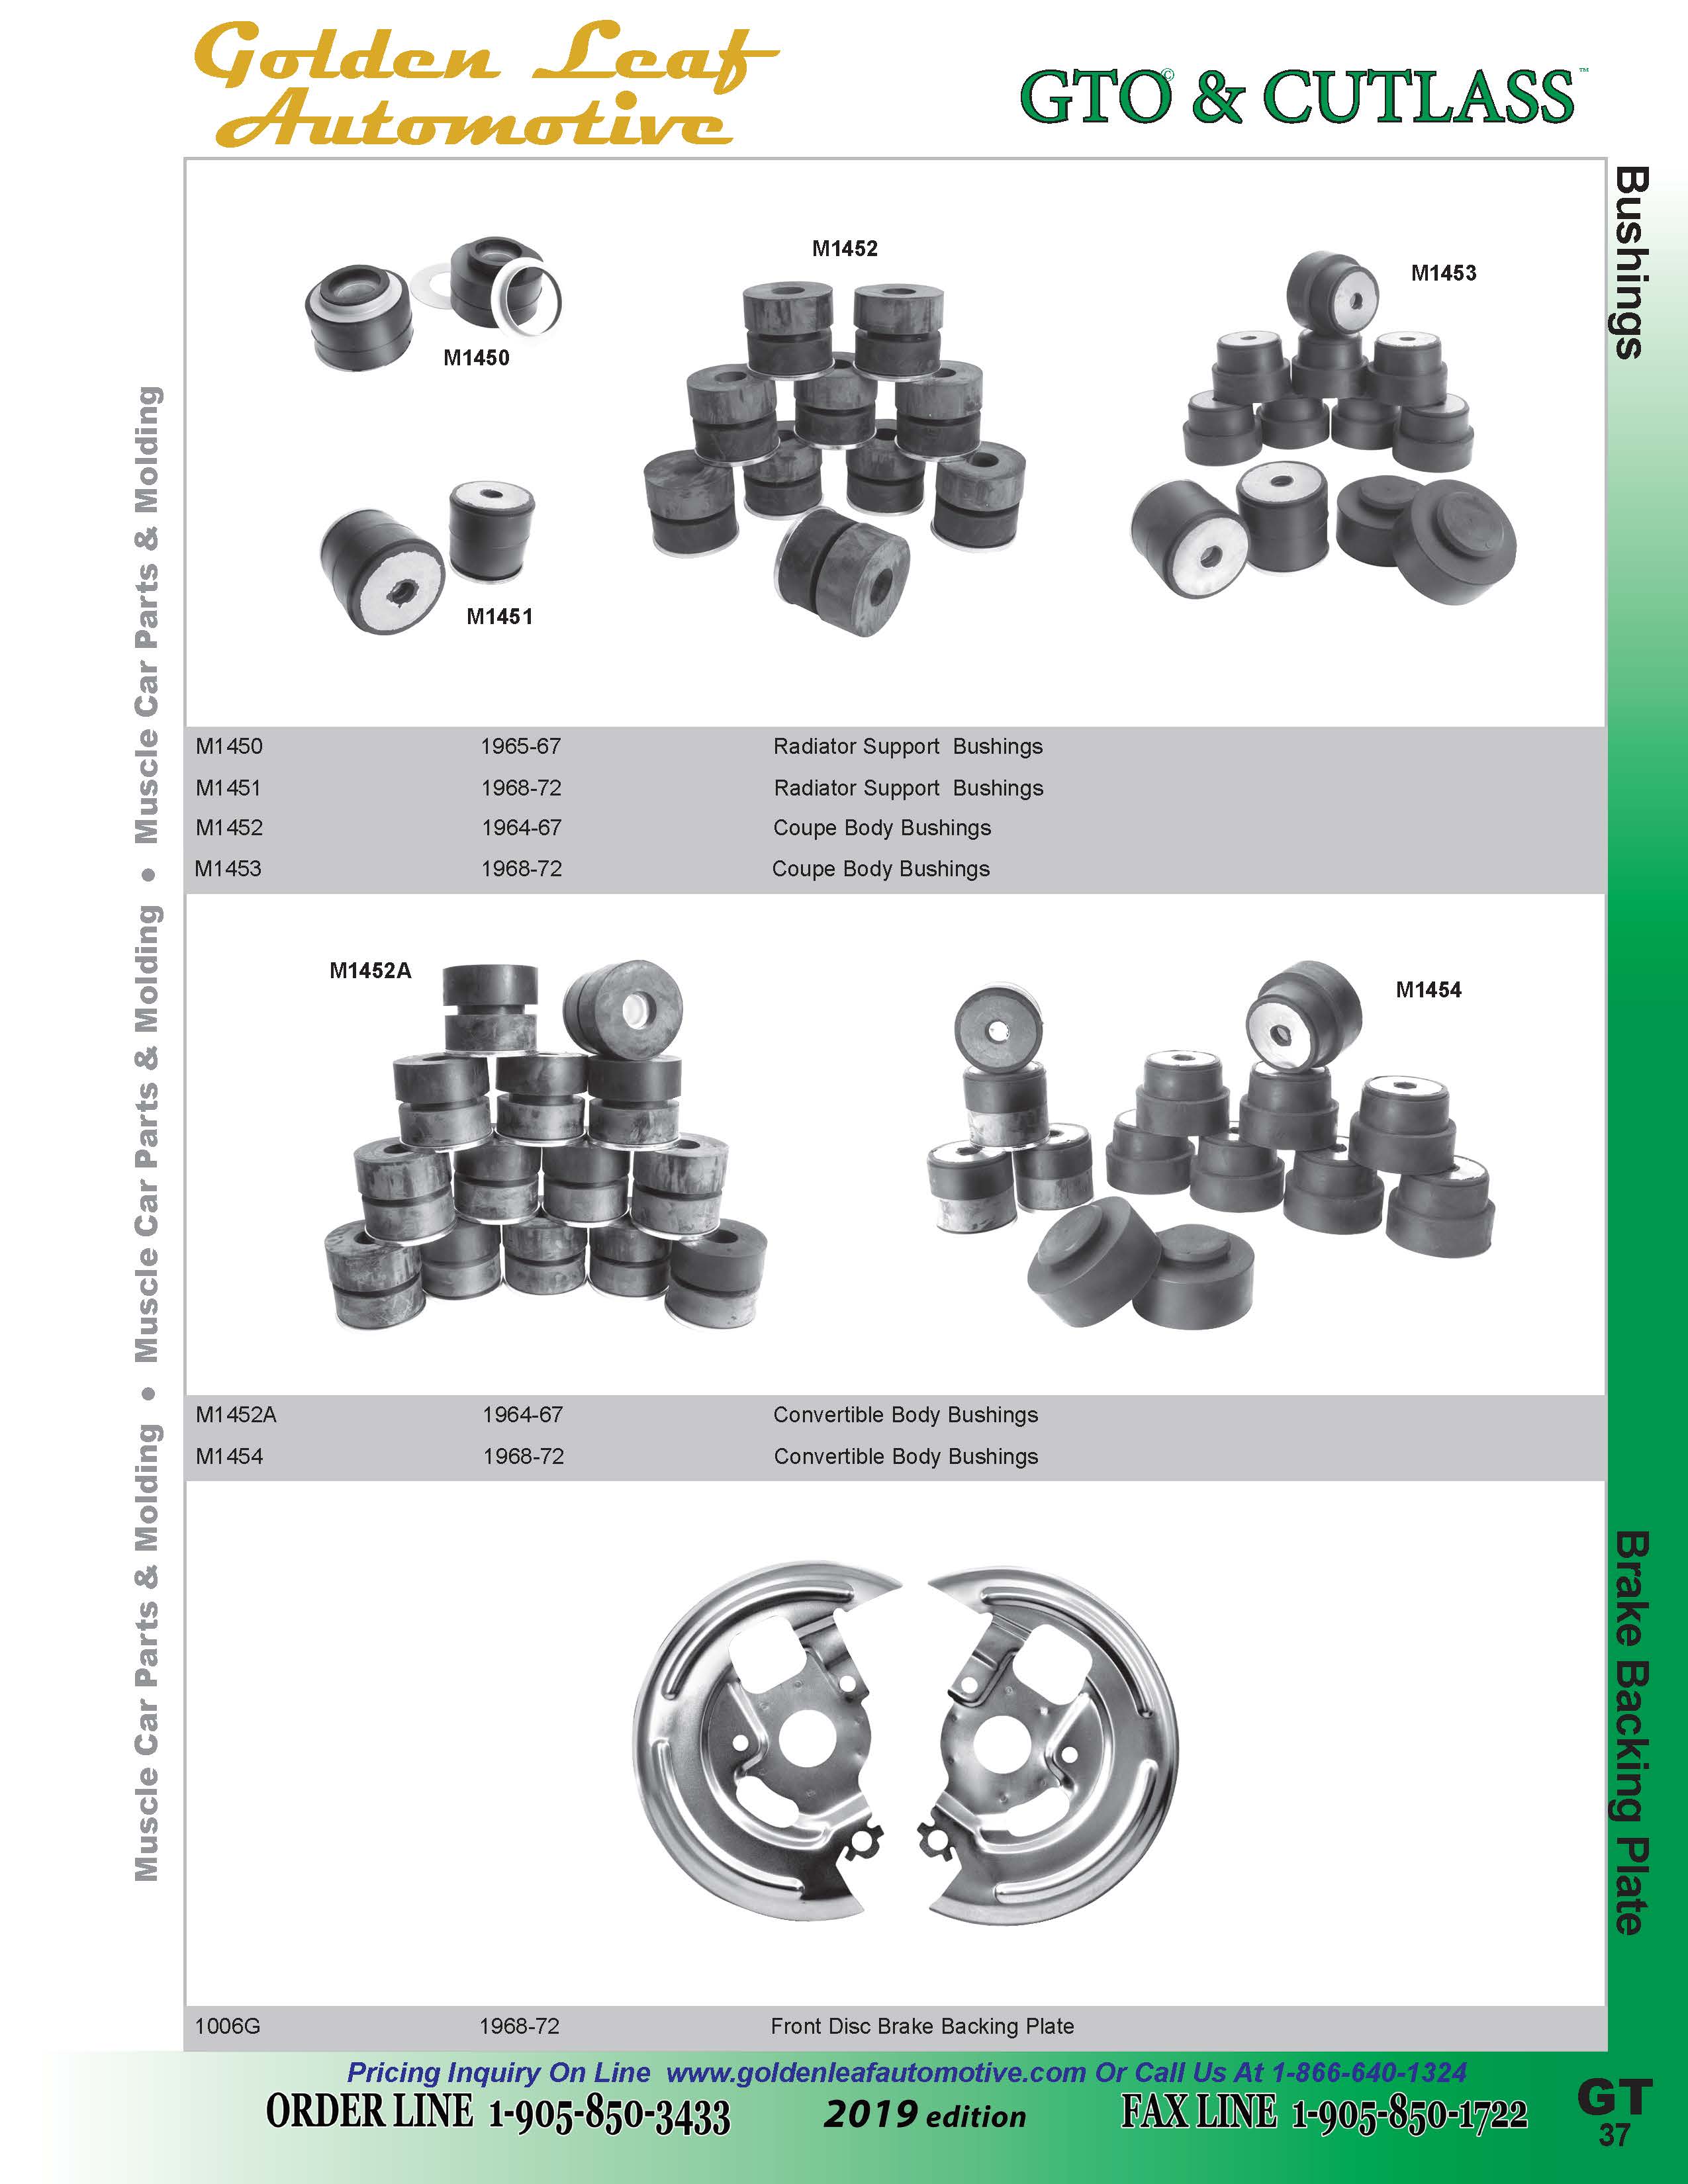 Golden Leaf
Automotive
GTO© & CUTLASS™
Bushings
M1450
M1452
M1453
M1451
M1450 1965-67 Radiator Support Bushings
M1451 1968-72 Radiator Support Bushings
M1452 1964-67 Coupe Body Bushings
M1453 1968-72 Coupe Body Bushings
M1452A
M1454
M1452A 1964-67 Convertible Body Bushings
M1454 1968-72 Convertible Body Bushings
Brake Backing Plate
1006G 1968-72 Front Disc Brake Backing Plate
Muscle Car Parts & Molding • Muscle Car Parts & Molding • Muscle Car Parts & Molding
Pricing Inquiry On Line www.goldenleafautomotive.com Or Call Us At 1-866-640-1324
ORDER LINE 1-905-850-3433 2019 edition FAX LINE 1-905-850-1722
GT
37